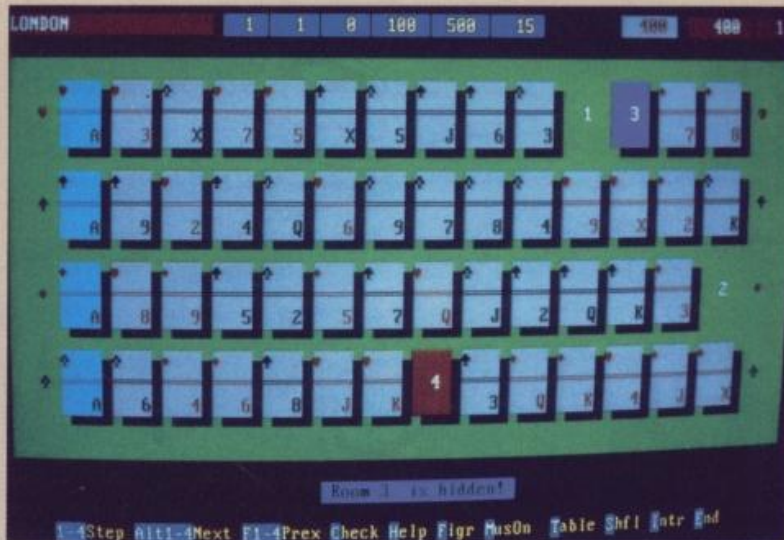 LONDON 1 1 0 100 500 15 400 400 1
A 3 X 7 5 X 5 J 6 3 1 3 7 8
A 9 2 4 Q 6 9 7 8 4 9 X 2 K
A 8 9 5 2 5 7 Q J 2 Q K 3 2
A 6 4 6 8 J K 4 3 Q K 4 J X
Room 3 is hidden!
1-4Step Alt1-4Next F1-4Prex Check Help Figr MusOn Table Shfl Intr End